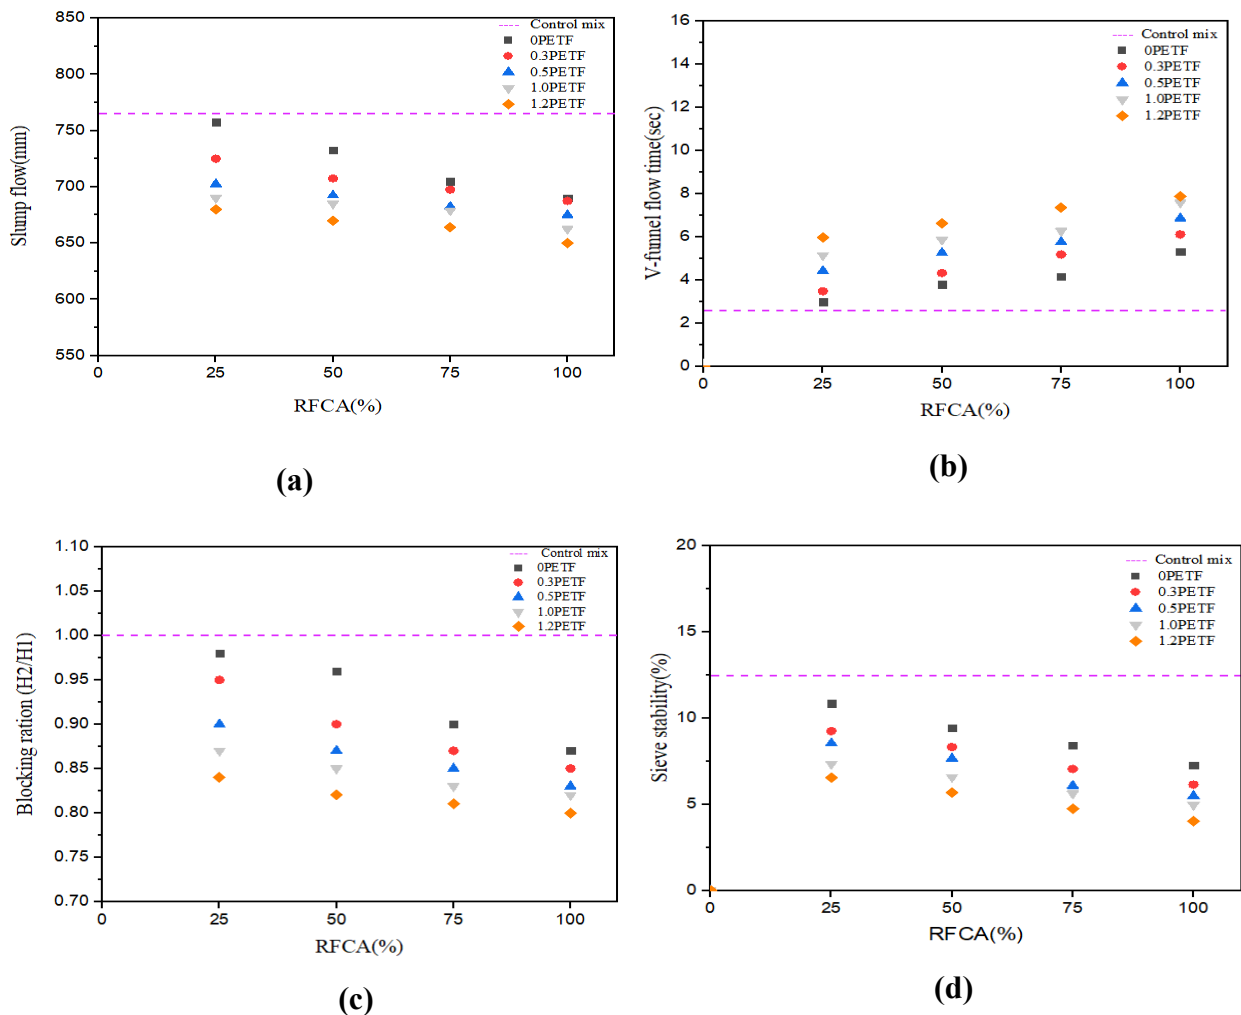 850
800
750
700
650
600
550
0
25
50
75
100
Slump flow(mm)
RFCA(%)
Control mix
0PETF
0.3PETF
0.5PETF
1.0PETF
1.2PETF
(a)
16
14
12
10
8
6
4
2
0
0
25
50
75
100
V-funnel flow time(sec)
RFCA(%)
Control mix
0PETF
0.3PETF
0.5PETF
1.0PETF
1.2PETF
(b)
1.10
1.05
1.00
0.95
0.90
0.85
0.80
0.75
0.70
0
25
50
75
100
Blocking ration (H2/H1)
RFCA(%)
Control mix
0PETF
0.3PETF
0.5PETF
1.0PETF
1.2PETF
(c)
20
15
10
5
0
0
25
50
75
100
Sieve stability(%)
RFCA(%)
Control mix
0PETF
0.3PETF
0.5PETF
1.0PETF
1.2PETF
(d)